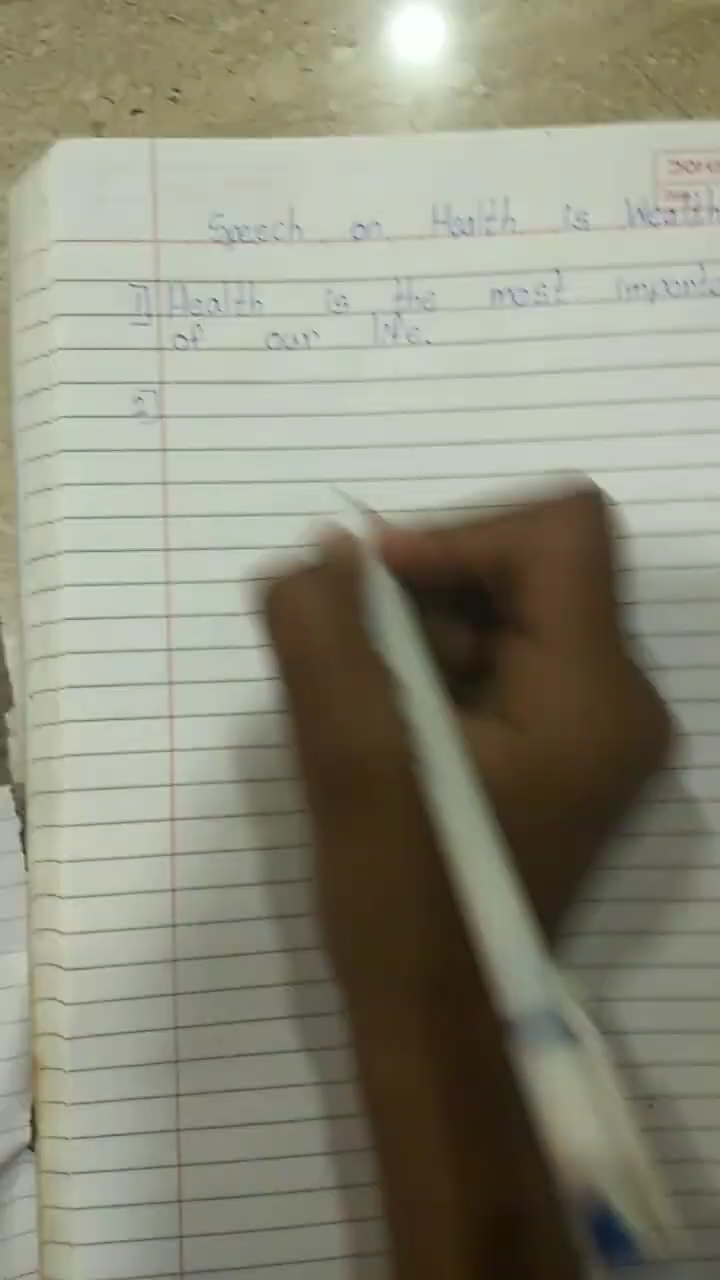 Speech on Health is Wealth
1] Health is the most importa
of our life.
2]